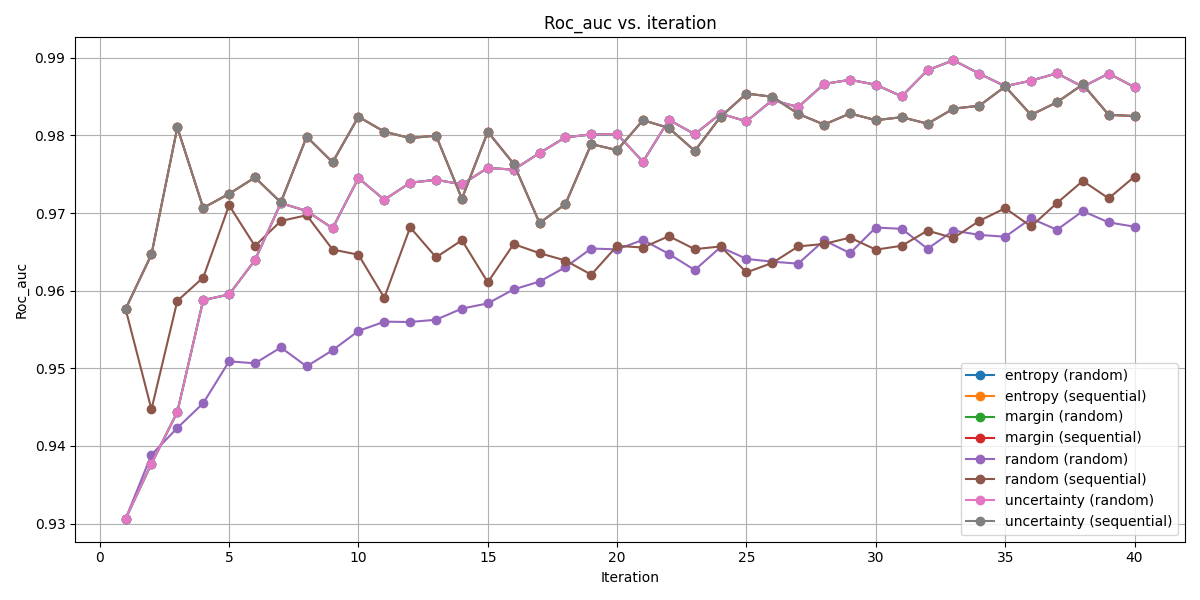 Roc_auc vs. iteration
0.99
0.98
0.97
0.96
0.95
0.94
0.93
Roc_auc
0 5 10 15 20 25 30 35 40
Iteration
entropy (random)
entropy (sequential)
margin (random)
margin (sequential)
random (random)
random (sequential)
uncertainty (random)
uncertainty (sequential)